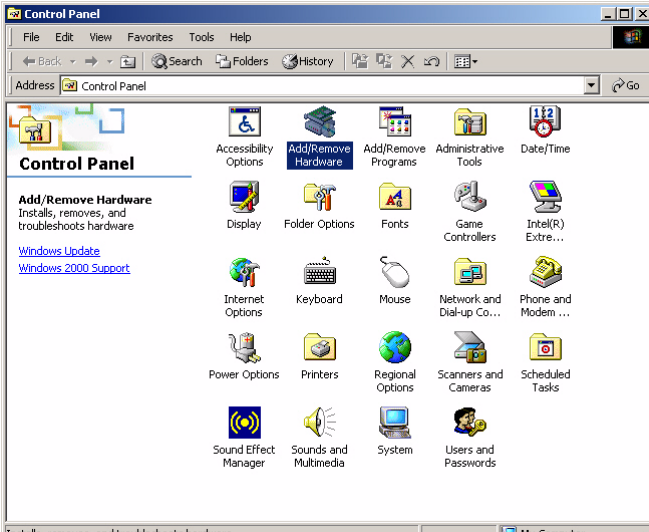 Control Panel
File Edit View Favorites Tools Help
Back Search Folders History
Address Control Panel Go
Control Panel
Add/Remove Hardware
Installs, removes, and
troubleshoots hardware
Windows Update
Windows 2000 Support
Accessibility
Options
Add/Remove
Hardware
Add/Remove
Programs
Administrative
Tools
Date/Time
Display
Folder Options
Fonts
Game
Controllers
Intel(R)
Extre...
Internet
Options
Keyboard
Mouse
Network and
Dial-up Co...
Phone and
Modem ...
Power Options
Printers
Regional
Options
Scanners and
Cameras
Scheduled
Tasks
Sound Effect
Manager
Sounds and
Multimedia
System
Users and
Passwords